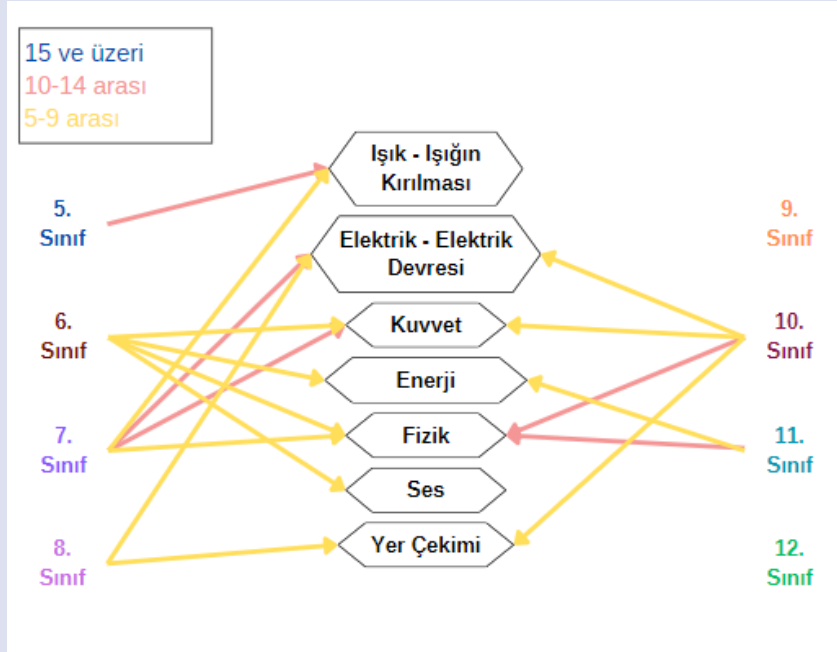 15 ve üzeri
10-14 arası
5-9 arası
Işık - Işığın
Kırılması
5.
Sınıf
9.
Sınıf
Elektrik - Elektrik
Devresi
6.
Sınıf
Kuvvet
10.
Sınıf
Enerji
7.
Sınıf
Fizik
11.
Sınıf
Ses
8.
Sınıf
Yer Çekimi
12.
Sınıf